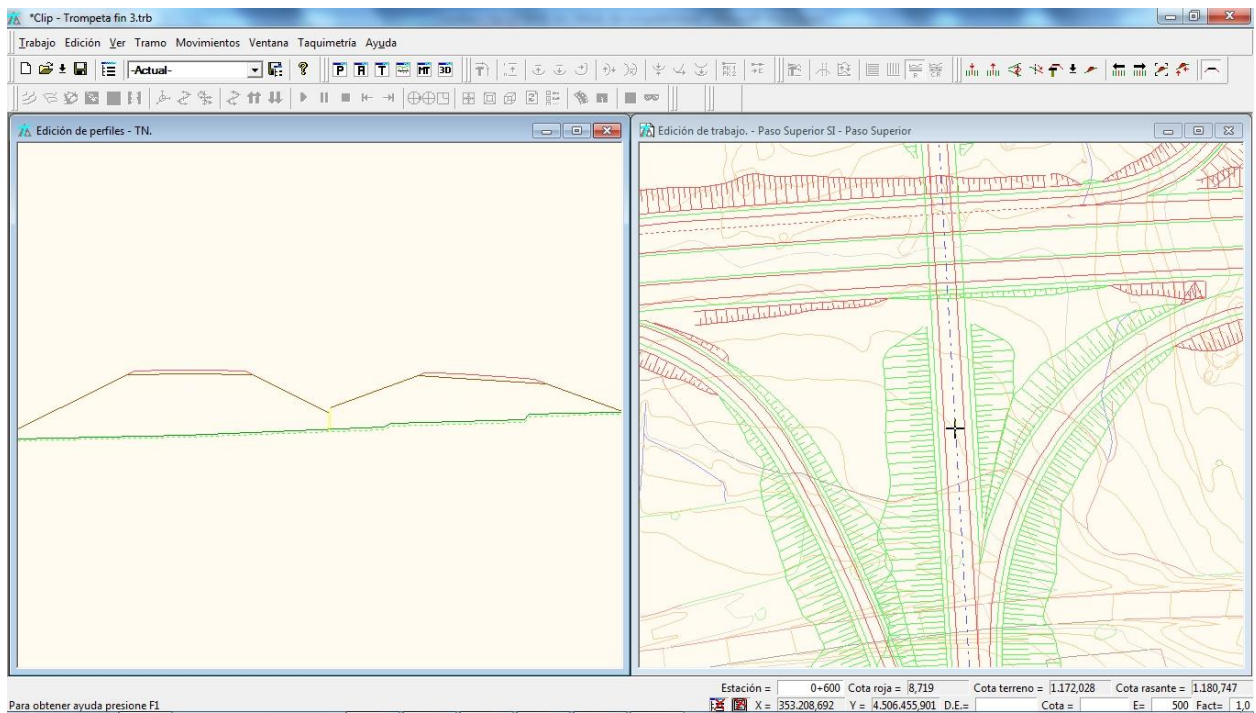 *Clip - Trompeta fin 3.trb
Trabajo Edición Ver Tramo Movimientos Ventana Taquimetría Ayuda
-Actual-
P R T MT 3D
Edición de perfiles - TN.
Edición de trabajo. - Paso Superior SI - Paso Superior
Estación = 0+600 Cota roja = 8,719 Cota terreno = 1.172,028 Cota rasante = 1.180,747
Para obtener ayuda presione F1
X = 353.208,692 Y = 4.506.455,901 D.E.= Cota = E= 500 Fact= 1,0